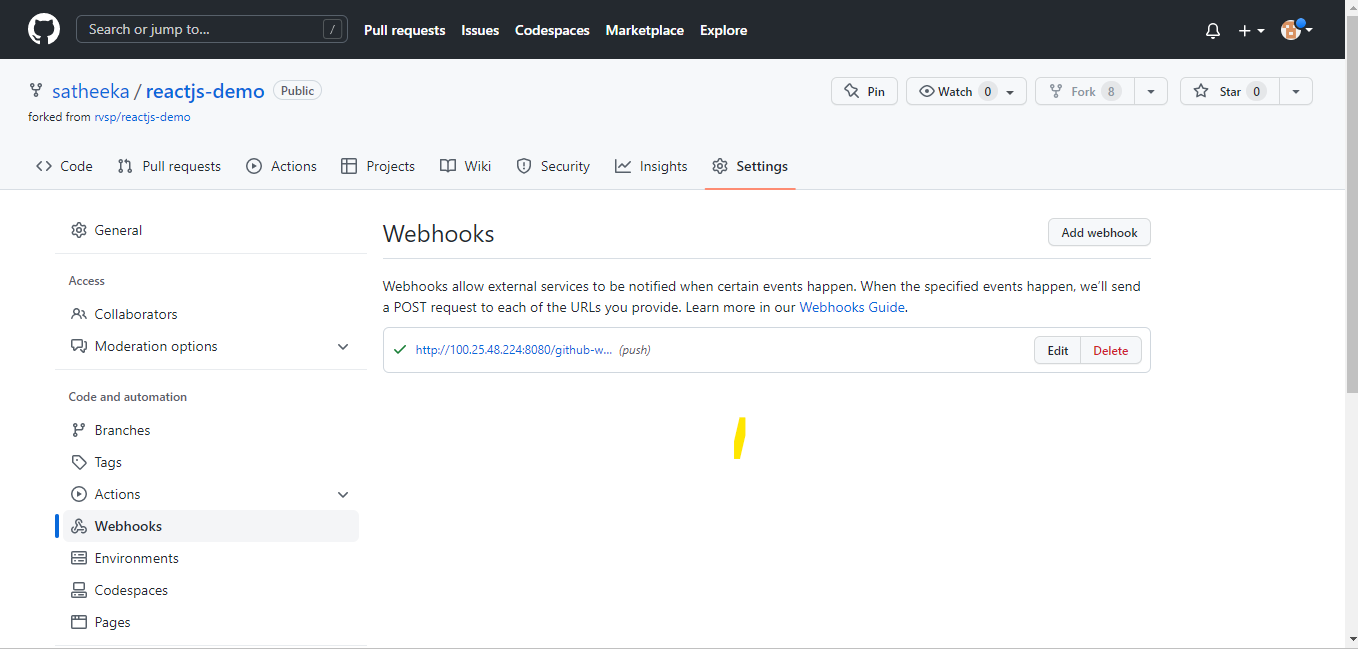 Search or jump to... /
Pull requests Issues Codespaces Marketplace Explore
satheeka / reactjs-demo Public
Pin Watch 0 Fork 8 Star 0
forked from rvsp/reactjs-demo
Code Pull requests Actions Projects Wiki Security Insights Settings
General
Access
Collaborators
Moderation options
Code and automation
Branches
Tags
Actions
Webhooks
Environments
Codespaces
Pages
Webhooks
Add webhook
Webhooks allow external services to be notified when certain events happen. When the specified events happen, we'll send
a POST request to each of the URLs you provide. Learn more in our Webhooks Guide.
http://100.25.48.224:8080/github-w... (push)
Edit Delete